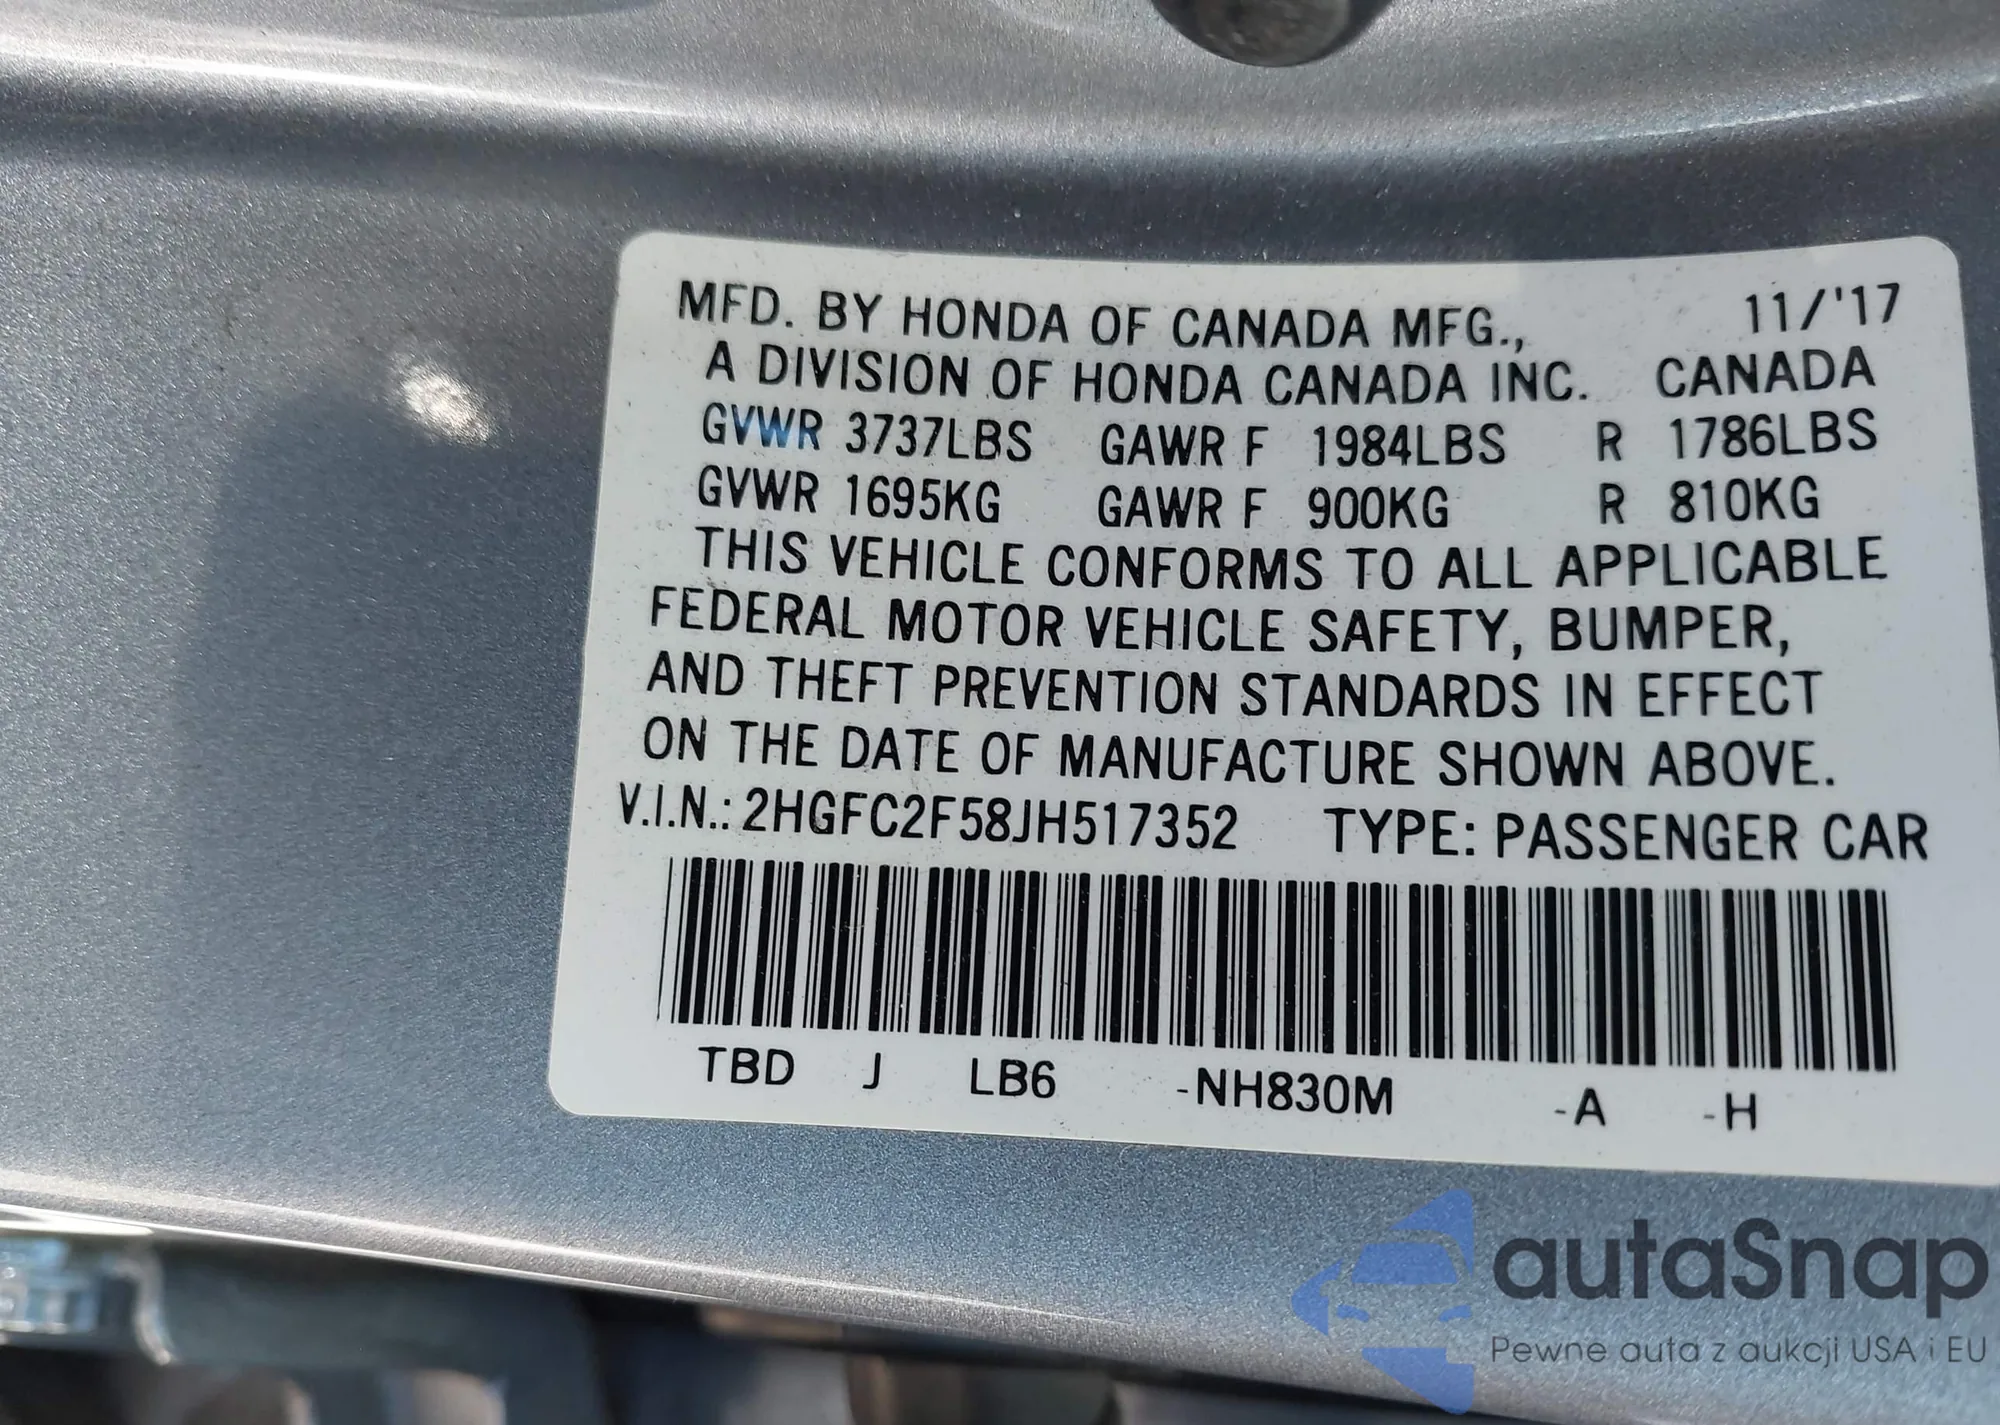 MFD. BY HONDA OF CANADA MFG., 11/'17
A DIVISION OF HONDA CANADA INC. CANADA
GVWR 3737LBS GAWR F 1984LBS R 1786LBS
GVWR 1695KG GAWR F 900KG R 810KG
THIS VEHICLE CONFORMS TO ALL APPLICABLE
FEDERAL MOTOR VEHICLE SAFETY, BUMPER,
AND THEFT PREVENTION STANDARDS IN EFFECT
ON THE DATE OF MANUFACTURE SHOWN ABOVE.
V.I.N.: 2HGFC2F58JH517352 TYPE: PASSENGER CAR
TBD J LB6 -NH830M -A -H
autaSnap
Pewne auta z aukcji USA i EU